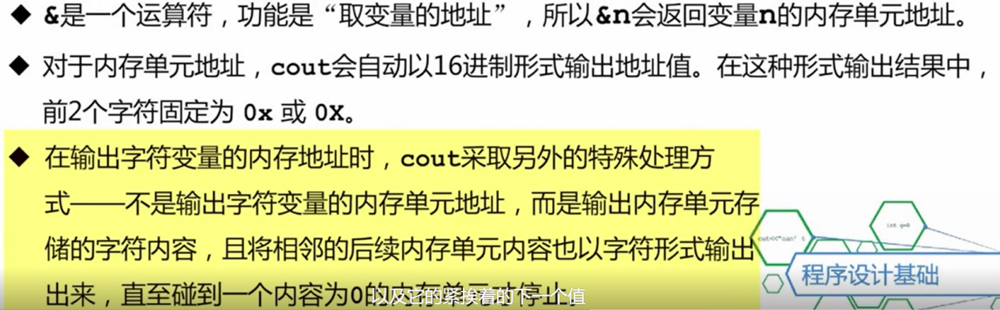 ◆ &是一个运算符，功能是“取变量的地址”，所以&n会返回变量n的内存单元地址。
◆ 对于内存单元地址，cout会自动以16进制形式输出地址值。在这种形式输出结果中，
前2个字符固定为 0x 或 0X。
◆ 在输出字符变量的内存地址时，cout采取另外的特殊处理方
式——不是输出字符变量的内存单元地址，而是输出内存单元存
储的字符内容，且将相邻的后续内存单元内容也以字符形式输出
出来，直至碰到一个内容为0的内存单元才停止。
以及它的紧挨着的下一个值
int q=0
程序设计基础